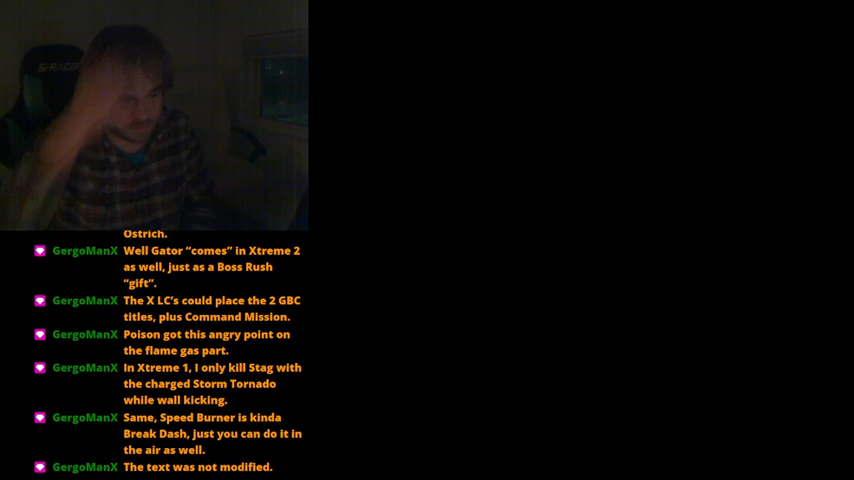 Ostrich.
GergoManX Well Gator “comes” in Xtreme 2
as well, just as a Boss Rush
“gift”.
GergoManX The X LC’s could place the 2 GBC
titles, plus Command Mission.
GergoManX Poison got this angry point on
the flame gas part.
GergoManX In Xtreme 1, I only kill Stag with
the charged Storm Tornado
while wall kicking.
GergoManX Same, Speed Burner is kinda
Break Dash, just you can do it in
the air as well.
GergoManX The text was not modified.